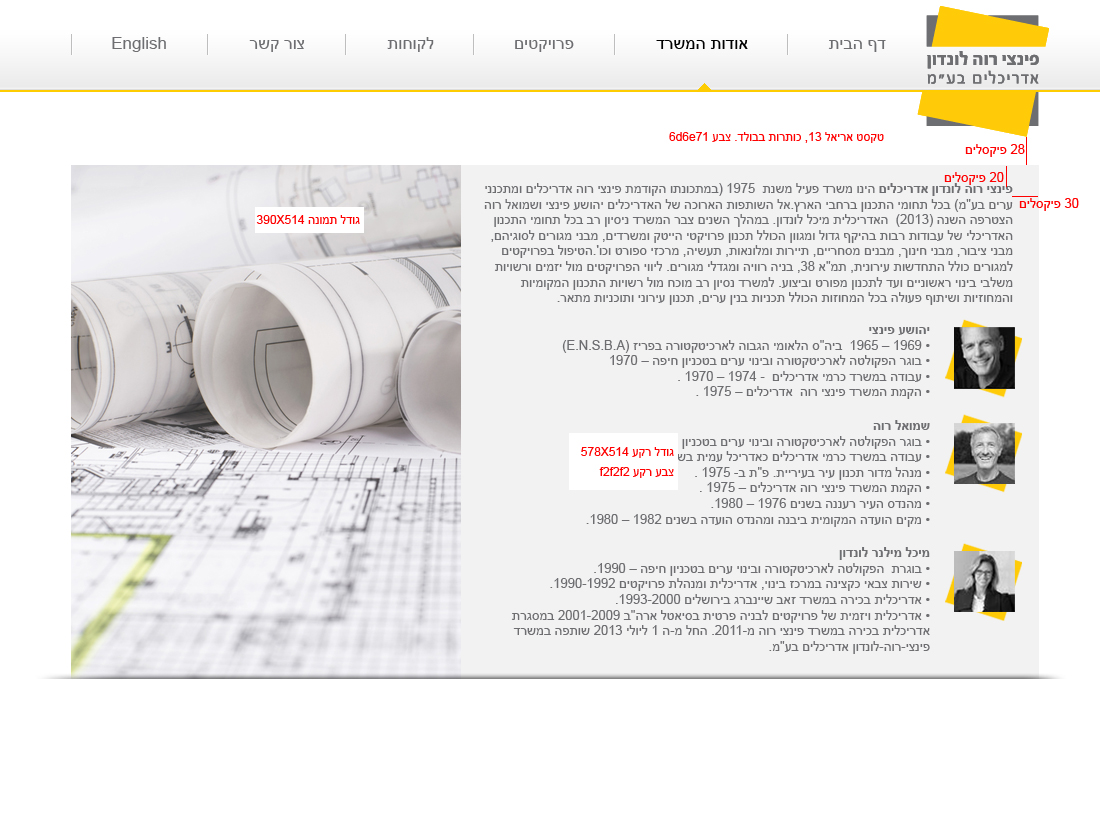 דף הבית
אודות המשרד
פרויקטים
לקוחות
צור קשר
English
פינצי רוה לונדון
אדריכלים בע״מ
טקסט אריאל 13, כותרות בבולד. צבע 6d6e71
28 פיקסלים
20 פיקסלים
30 פיקסלים
גודל תמונה 390X514
פינצי רוה לונדון אדריכלים הינו משרד פעיל משנת 1975 (במתכונתו הקודמת פינצי רוה אדריכלים ומתכנני
ערים בע"מ) בכל תחומי התכנון ברחבי הארץ.אל השותפות הארוכה של האדריכלים יהושע פינצי ושמואל רוה
הצטרפה השנה (2013) האדריכלית מיכל לונדון. במהלך השנים צבר המשרד ניסיון רב בכל תחומי התכנון
האדריכלי של עבודות רבות בהיקף גדול ומגוון הכולל תכנון פרויקטי הייטק ומשרדים, מבני מגורים לסוגיהם,
מבני ציבור, מבני חינוך, מבנים מסחריים, תיירות ומלונאות, תעשיה, מרכזי ספורט וכו'.הטיפול בפרויקטים
למגורים כולל התחדשות עירונית, תמ"א 38, בניה רוויה ומגדלי מגורים. ליווי הפרויקטים מול יזמים ורשויות
משלבי בינוי ראשוניים ועד לתכנון מפורט וביצוע. למשרד נסיון רב מוכח מול רשויות התכנון המקומיות
והמחוזיות ושיתוף פעולה בכל המחוזות הכולל תכניות בנין ערים, תכנון עירוני ותוכניות מתאר.
יהושע פינצי
• 1969 – 1965 ביה"ס הלאומי הגבוה לארכיטקטורה בפריז (E.N.S.B.A)
• בוגר הפקולטה לארכיטקטורה ובינוי ערים בטכניון חיפה – 1970
• עבודה במשרד כרמי אדריכלים - 1974 – 1970 .
• הקמת המשרד פינצי רוה אדריכלים – 1975 .
שמואל רוה
• בוגר הפקולטה לארכיטקטורה ובינוי ערים בטכניון
• עבודה במשרד כרמי אדריכלים כאדריכל עמית בש
• מנהל מדור תכנון עיר בעיריית. פ"ת ב- 1975 .
• הקמת המשרד פינצי רוה אדריכלים – 1975 .
• מהנדס העיר רעננה בשנים 1976 – 1980.
• מקים הועדה המקומית ביבנה ומהנדס הועדה בשנים 1982 – 1980.
גודל רקע 578X514
צבע רקע f2f2f2
מיכל מילנר לונדון
• בוגרת הפקולטה לארכיטקטורה ובינוי ערים בטכניון חיפה – 1990.
• שירות צבאי כקצינה במרכז בינוי, אדריכלית ומנהלת פרויקטים 1990-1992.
• אדריכלית בכירה במשרד זאב שיינברג בירושלים 1993-2000.
• אדריכלית ויזמית של פרויקטים לבניה פרטית בסיאטל ארה"ב 2001-2009 במסגרת
אדריכלית בכירה במשרד פינצי רוה מ-2011. החל מ-ה 1 ליולי 2013 שותפה במשרד
פינצי-רוה-לונדון אדריכלים בע"מ.